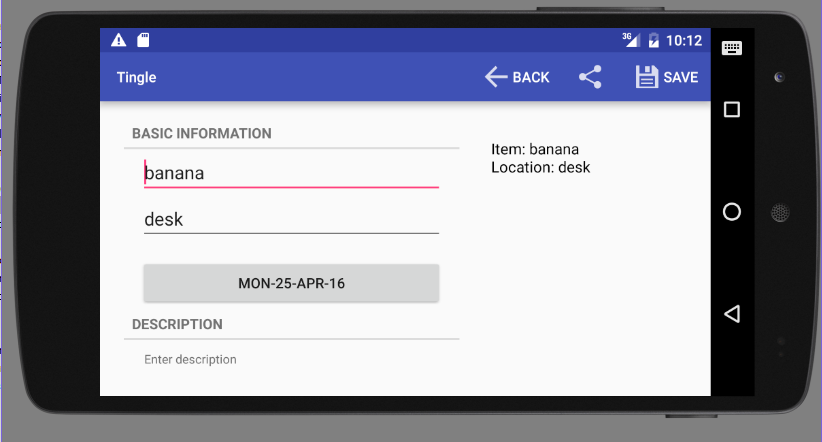 3G 10:12
Tingle BACK SAVE
BASIC INFORMATION
banana
desk
MON-25-APR-16
DESCRIPTION
Enter description
Item: banana
Location: desk